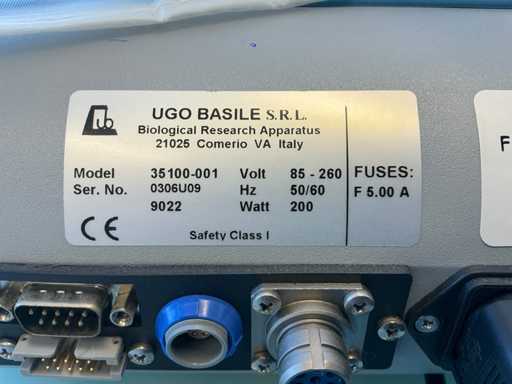 UGO BASILE S.R.L.
Biological Research Apparatus
21025 Comerio VA Italy
Model 35100-001 Volt 85 - 260
Ser. No. 0306U09 Hz 50/60
9022 Watt 200
FUSES:
F 5.00 A
CE
Safety Class I
F